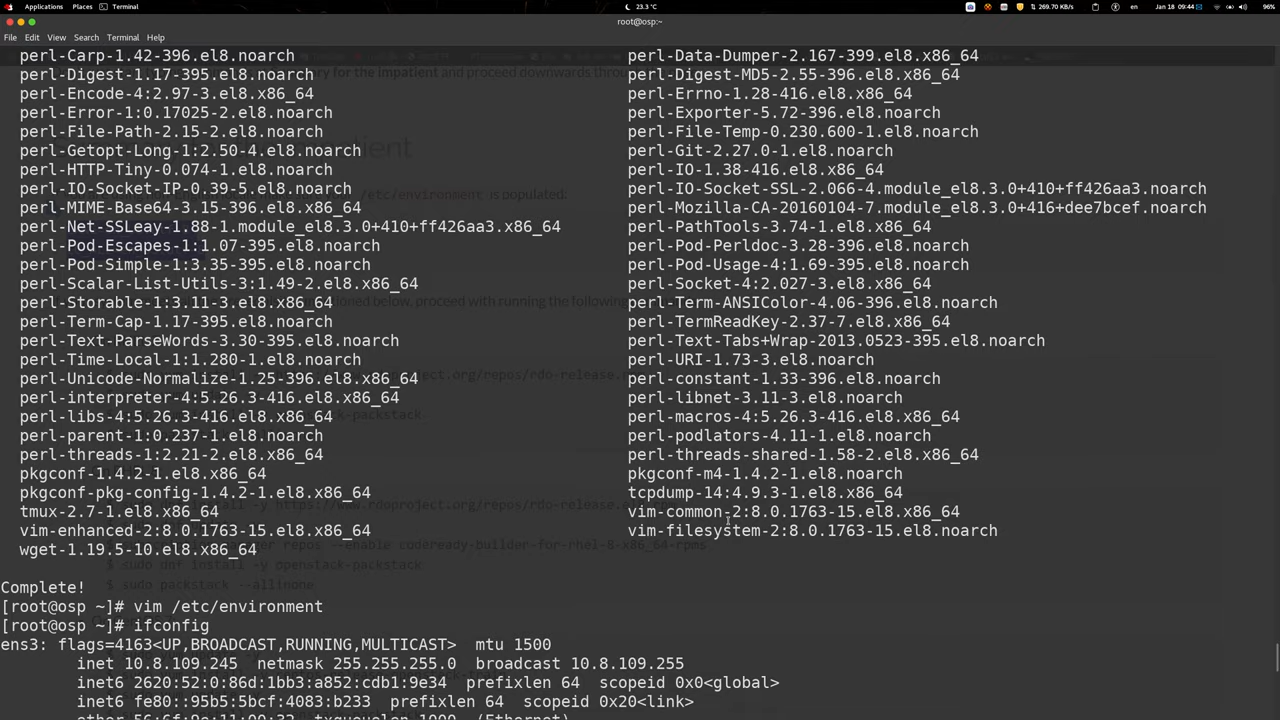 Applications Places Terminal 23.3 °C 269.70 KB/s en Jan 18 09:44 96%
root@osp:~
File Edit View Search Terminal Help
perl-Carp-1.42-396.el8.noarch perl-Data-Dumper-2.167-399.el8.x86_64
perl-Digest-1.17-395.el8.noarch perl-Digest-MD5-2.55-396.el8.x86_64
perl-Encode-4:2.97-3.el8.x86_64 perl-Errno-1.28-416.el8.x86_64
perl-Error-1:0.17025-2.el8.noarch perl-Exporter-5.72-396.el8.noarch
perl-File-Path-2.15-2.el8.noarch perl-File-Temp-0.230.600-1.el8.noarch
perl-Getopt-Long-1:2.50-4.el8.noarch perl-Git-2.27.0-1.el8.noarch
perl-HTTP-Tiny-0.074-1.el8.noarch perl-IO-1.38-416.el8.x86_64
perl-IO-Socket-IP-0.39-5.el8.noarch perl-IO-Socket-SSL-2.066-4.module_el8.3.0+410+ff426aa3.noarch
perl-MIME-Base64-3.15-396.el8.x86_64 perl-Mozilla-CA-20160104-7.module_el8.3.0+416+dee7bcef.noarch
perl-Net-SSLeay-1.88-1.module_el8.3.0+410+ff426aa3.x86_64 perl-PathTools-3.74-1.el8.x86_64
perl-Pod-Escapes-1:1.07-395.el8.noarch perl-Pod-Perldoc-3.28-396.el8.noarch
perl-Pod-Simple-1:3.35-395.el8.noarch perl-Pod-Usage-4:1.69-395.el8.noarch
perl-Scalar-List-Utils-3:1.49-2.el8.x86_64 perl-Socket-4:2.027-3.el8.x86_64
perl-Storable-1:3.11-3.el8.x86_64 perl-Term-ANSIColor-4.06-396.el8.noarch
perl-Term-Cap-1.17-395.el8.noarch perl-TermReadKey-2.37-7.el8.x86_64
perl-Text-ParseWords-3.30-395.el8.noarch perl-Text-Tabs+Wrap-2013.0523-395.el8.noarch
perl-Time-Local-1:1.280-1.el8.noarch perl-URI-1.73-3.el8.noarch
perl-Unicode-Normalize-1.25-396.el8.x86_64 perl-constant-1.33-396.el8.noarch
perl-interpreter-4:5.26.3-416.el8.x86_64 perl-libnet-3.11-3.el8.noarch
perl-libs-4:5.26.3-416.el8.x86_64 perl-macros-4:5.26.3-416.el8.x86_64
perl-parent-1:0.237-1.el8.noarch perl-podlators-4.11-1.el8.noarch
perl-threads-1:2.21-2.el8.x86_64 perl-threads-shared-1.58-2.el8.x86_64
pkgconf-1.4.2-1.el8.x86_64 pkgconf-m4-1.4.2-1.el8.noarch
pkgconf-pkg-config-1.4.2-1.el8.x86_64 tcpdump-14:4.9.3-1.el8.x86_64
tmux-2.7-1.el8.x86_64 vim-common-2:8.0.1763-15.el8.x86_64
vim-enhanced-2:8.0.1763-15.el8.x86_64 vim-filesystem-2:8.0.1763-15.el8.noarch
wget-1.19.5-10.el8.x86_64
Complete!
[root@osp ~]# vim /etc/environment
[root@osp ~]# ifconfig
ens3: flags=4163<UP,BROADCAST,RUNNING,MULTICAST> mtu 1500
inet 10.8.109.245 netmask 255.255.255.0 broadcast 10.8.109.255
inet6 2620:52:0:86d:1bb3:a852:cdb1:9e34 prefixlen 64 scopeid 0x0<global>
inet6 fe80::95b5:5bcf:4083:b253 prefixlen 64 scopeid 0x20<link>